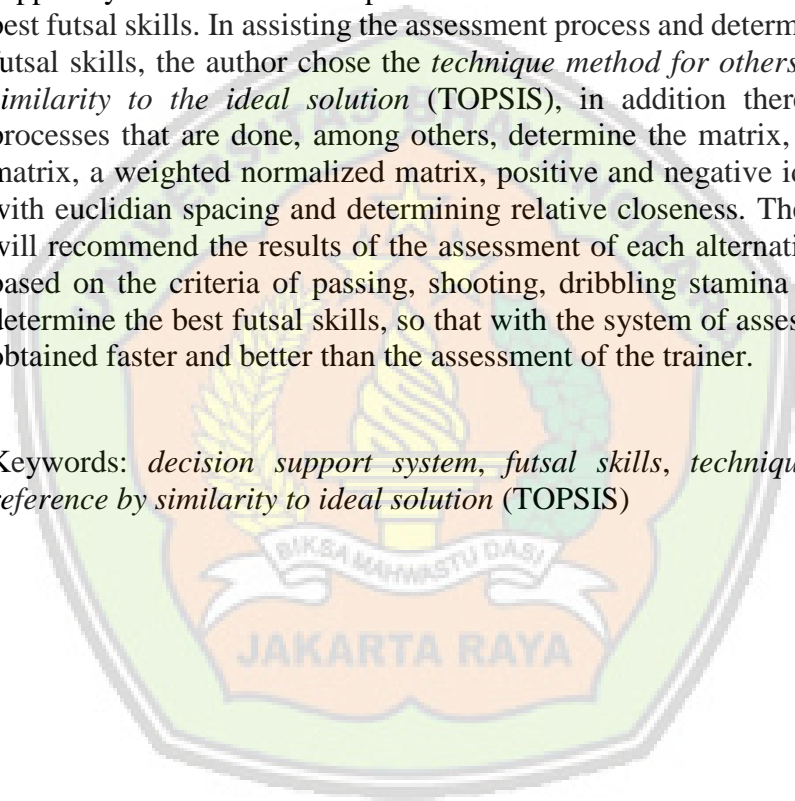 best futsal skills. In assisting the assessment process and determ
futsal skills, the author chose the technique method for others
similarity to the ideal solution (TOPSIS), in addition there
processes that are done, among others, determine the matrix,
matrix, a weighted normalized matrix, positive and negative id
with euclidian spacing and determining relative closeness. The
will recommend the results of the assessment of each alternati
based on the criteria of passing, shooting, dribbling stamina
determine the best futsal skills, so that with the system of asses
obtained faster and better than the assessment of the trainer.
Keywords: decision support system, futsal skills, techniqu
reference by similarity to ideal solution (TOPSIS)
UNIVERSITAS BHAYANGKARA
BIKSA MAHWASTU DASI
JAKARTA RAYA